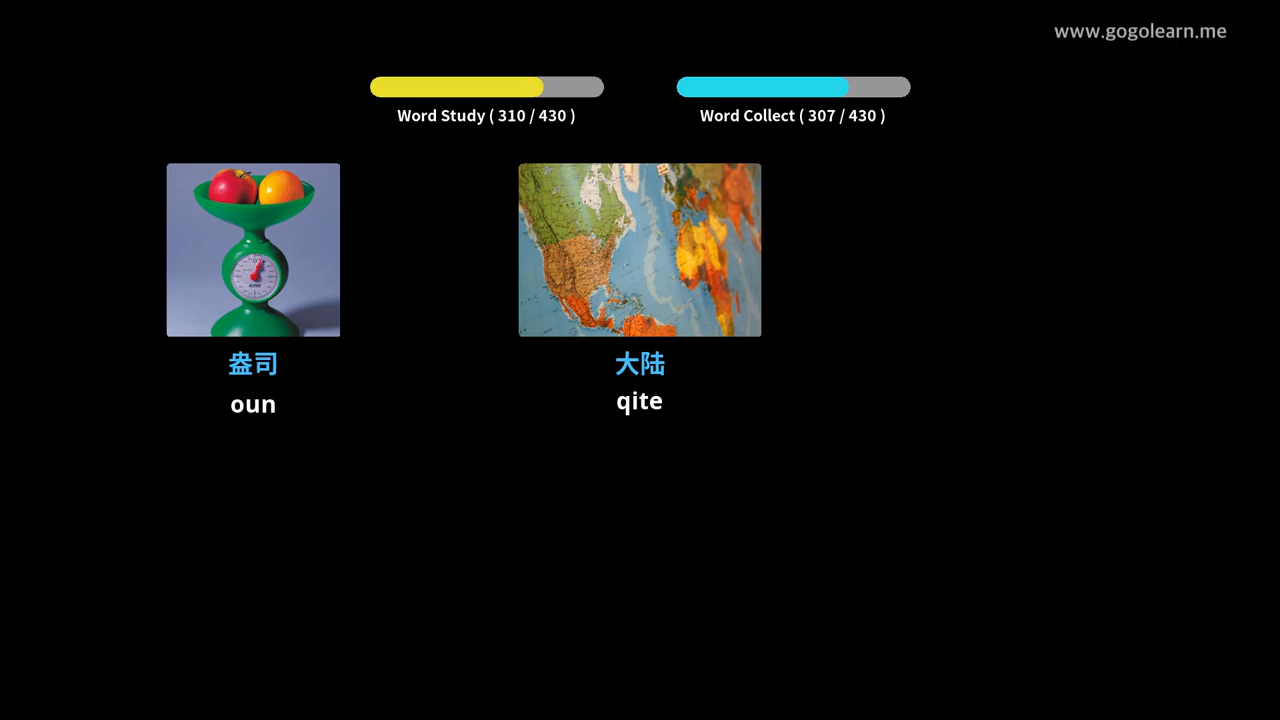 www.gogolearn.me
Word Study ( 310 / 430 )
Word Collect ( 307 / 430 )
盎司
oun
大陆
qite